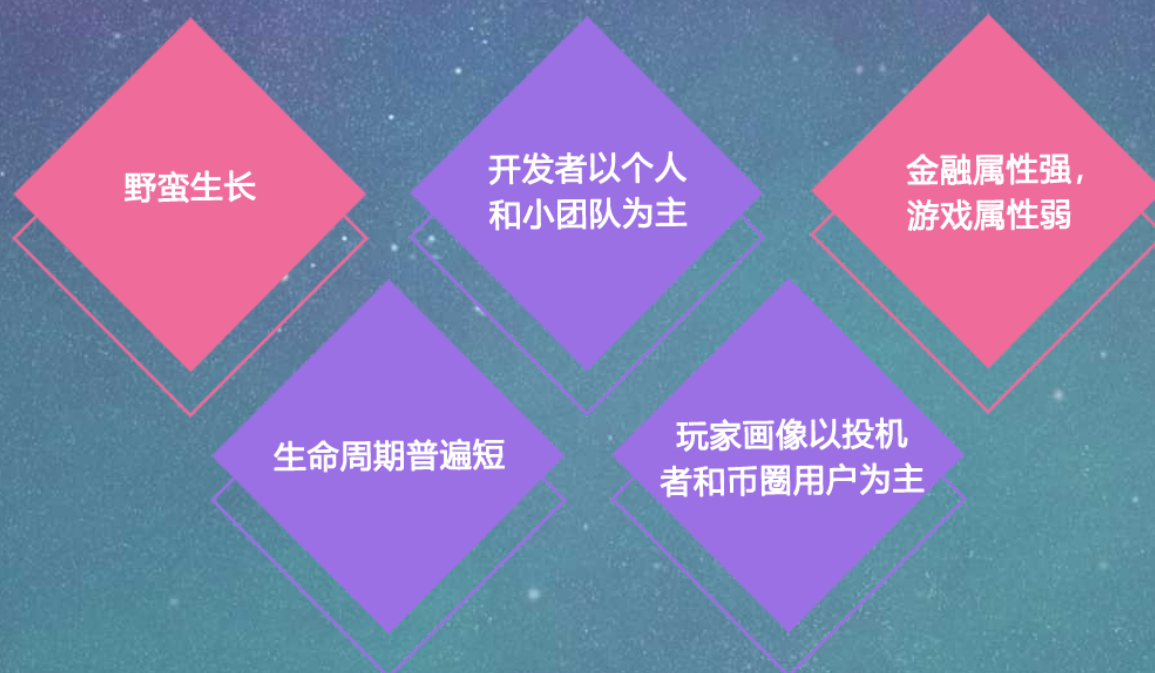 野蛮生长
开发者以个人
和小团队为主
金融属性强，
游戏属性弱
生命周期普遍短
玩家画像以投机
者和币圈用户为主